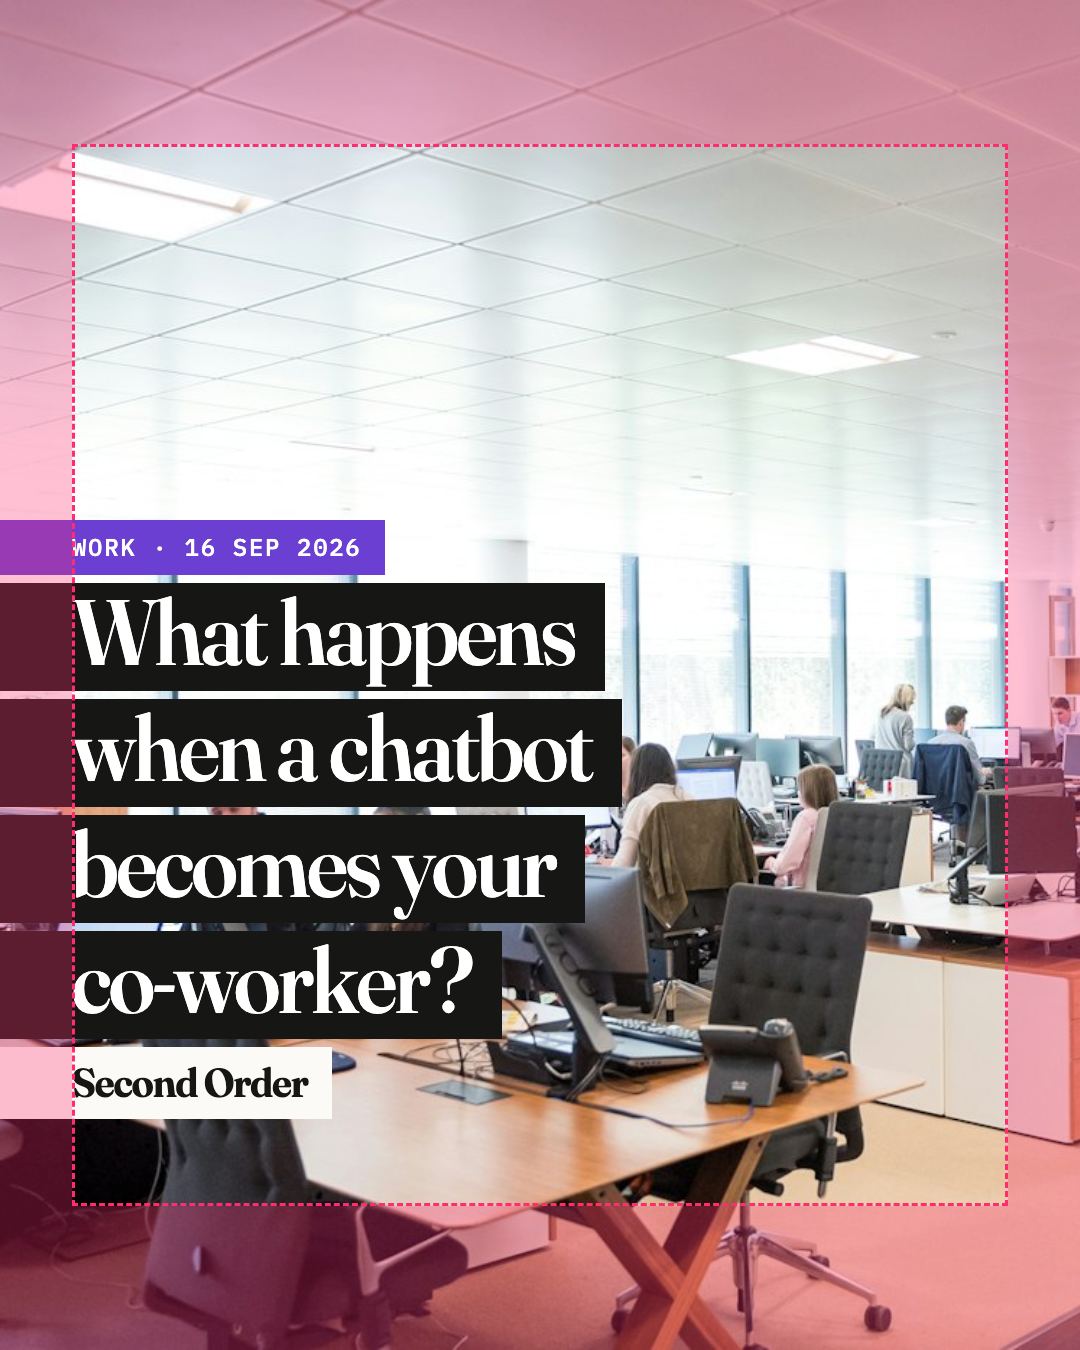 WORK · 16 SEP 2026
What happens
when a chatbot
becomes your
co-worker?
Second Order